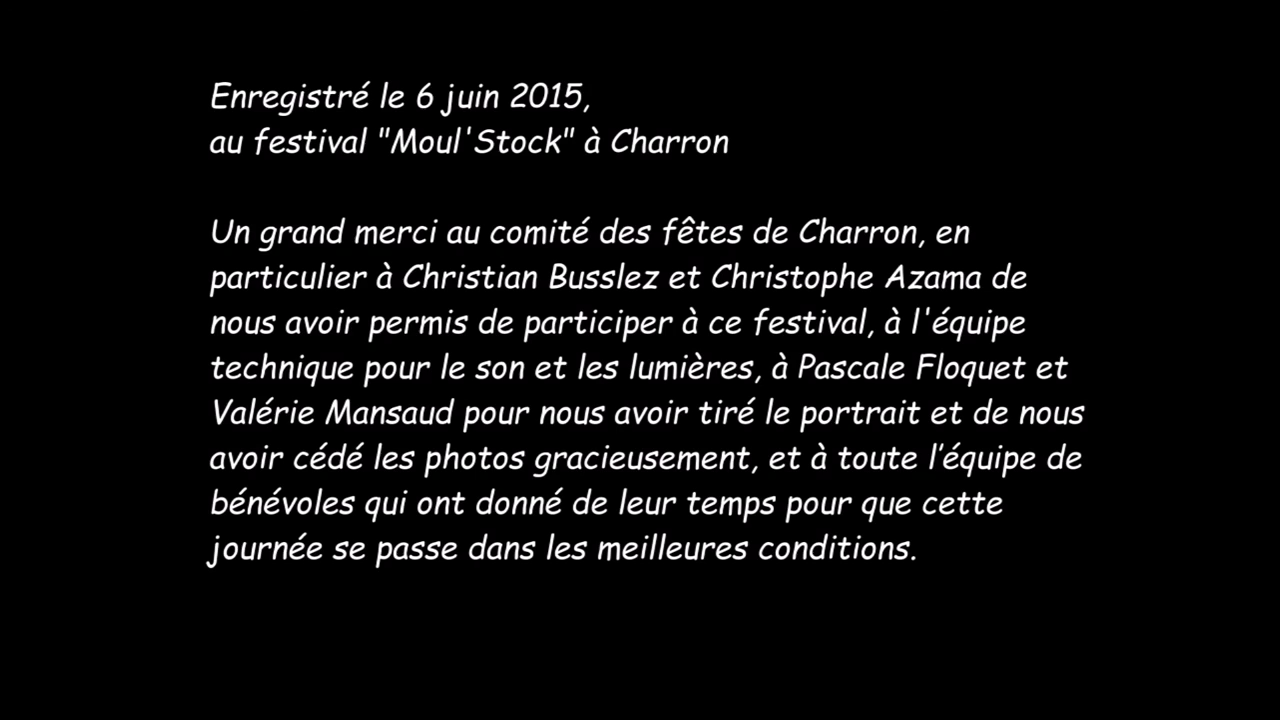 Enregistré le 6 juin 2015,
au festival "Moul'Stock" à Charron
Un grand merci au comité des fêtes de Charron, en
particulier à Christian Busslez et Christophe Azama de
nous avoir permis de participer à ce festival, à l'équipe
technique pour le son et les lumières, à Pascale Floquet et
Valérie Mansaud pour nous avoir tiré le portrait et de nous
avoir cédé les photos gracieusement, et à toute l’équipe de
bénévoles qui ont donné de leur temps pour que cette
journée se passe dans les meilleures conditions.